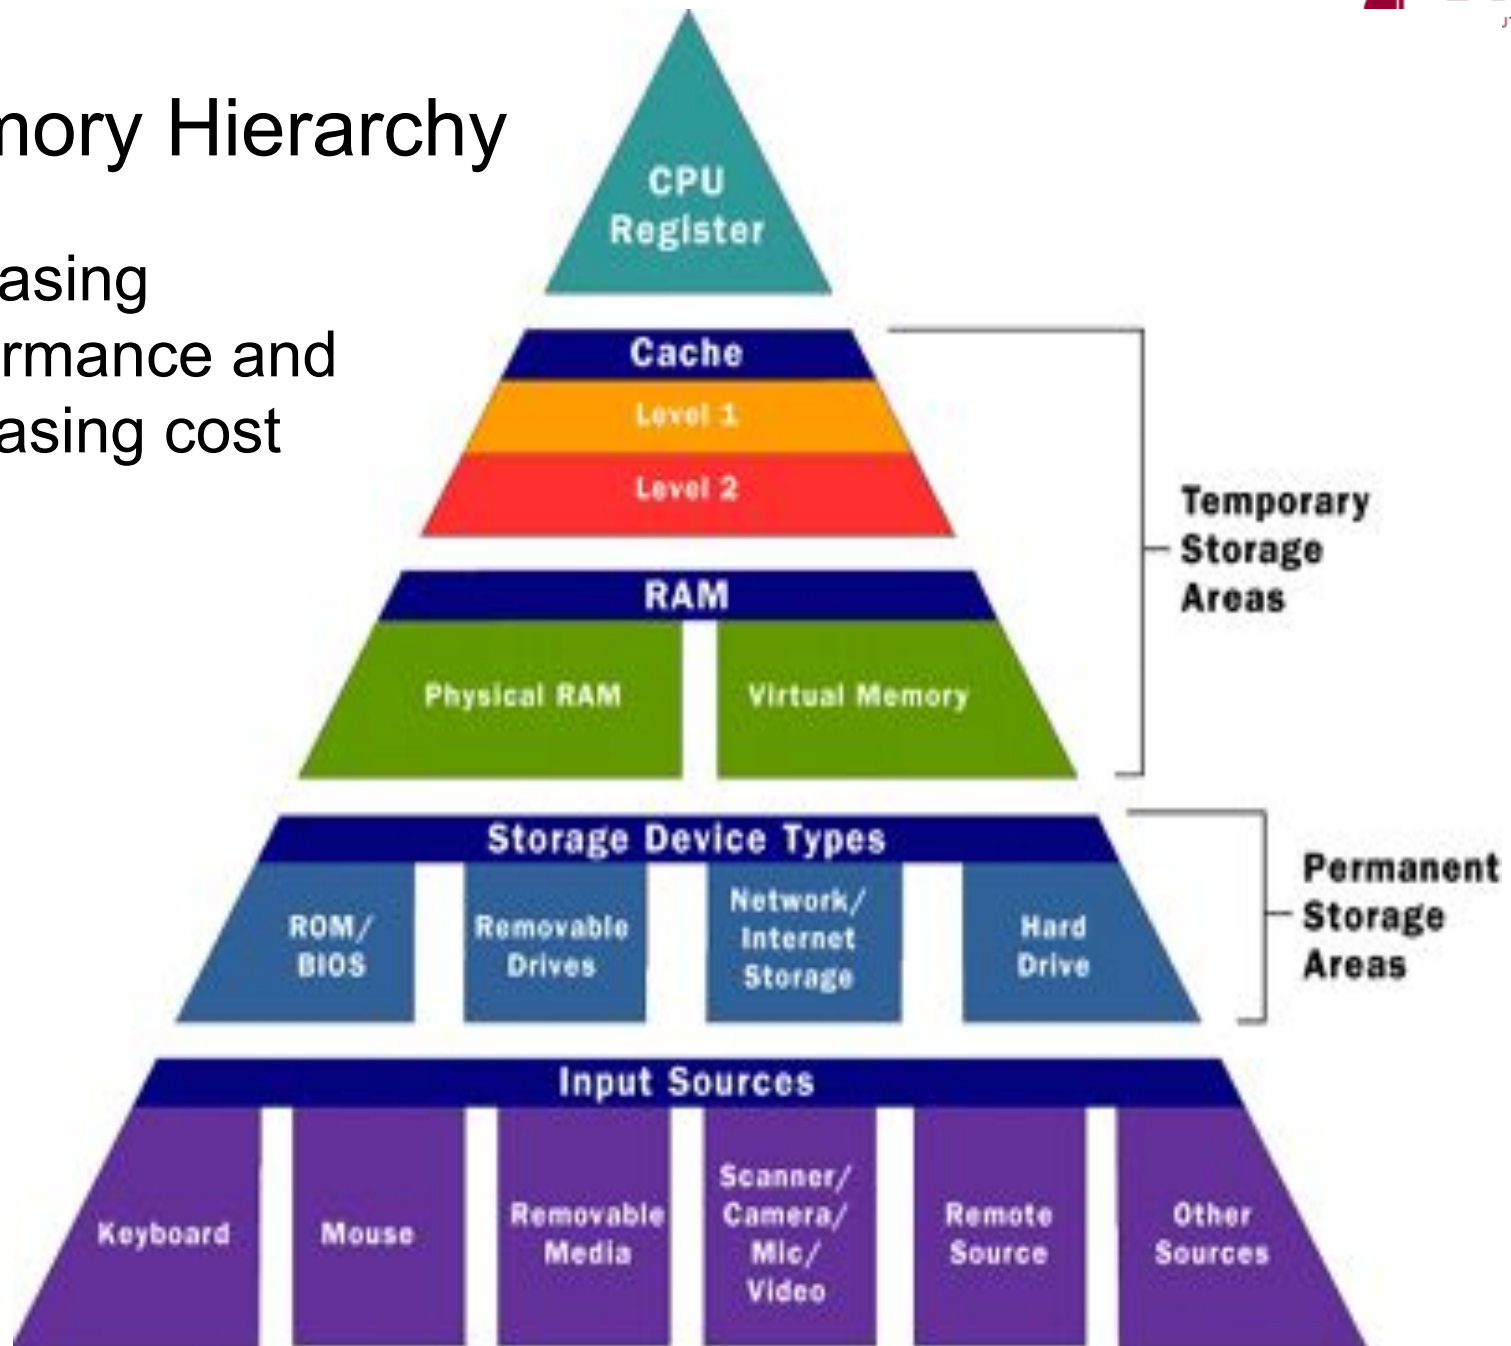 mory Hierarchy
asing
rmance and
asing cost
CPU
Register
Cache
Level 1
Level 2
RAM
Physical RAM
Virtual Memory
Temporary
Storage
Areas
Storage Device Types
ROM/
BIOS
Removable
Drives
Network/
Internet
Storage
Hard
Drive
Permanent
Storage
Areas
Input Sources
Keyboard
Mouse
Removable
Media
Scanner/
Camera/
Mic/
Video
Remote
Source
Other
Sources